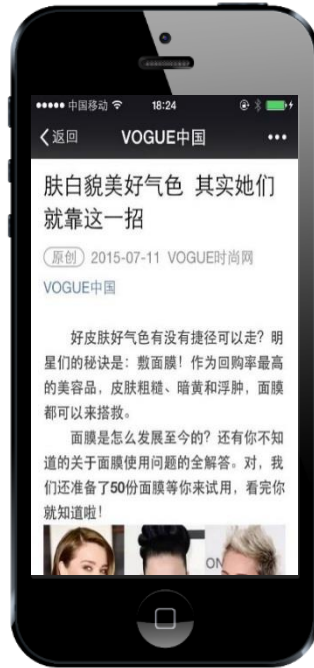 中国移动 18:24
返回 VOGUE中国
肤白貌美好气色 其实她们
就靠这一招
原创 2015-07-11 VOGUE时尚网
VOGUE中国
好皮肤好气色有没有捷径可以走？明
星们的秘诀是：敷面膜！作为回购率最高
的美容品，皮肤粗糙、暗黄和浮肿，面膜
都可以来搭救。
面膜是怎么发展至今的？还有你不知
道的关于面膜使用问题的全解答。对，我
们还准备了50份面膜等你来试用，看完你
就知道啦！
ON